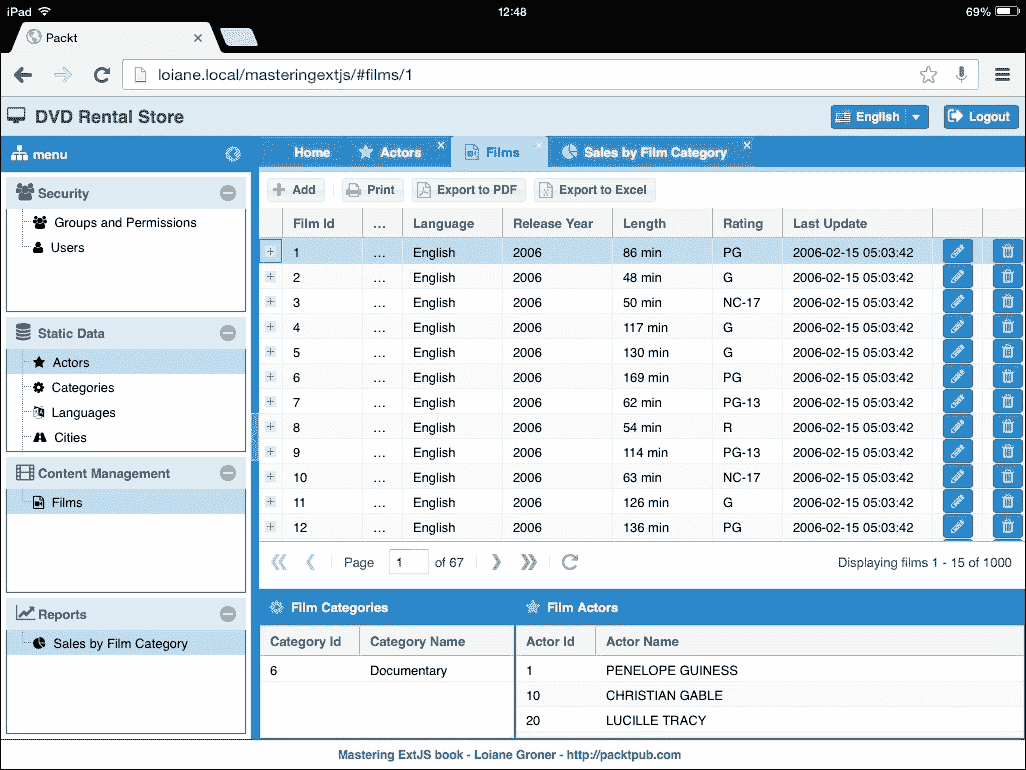 iPad 12:48 69%
Packt
loiane.local/masteringextjs/#films/1
DVD Rental Store English Logout
menu
Home Actors Films Sales by Film Category
Security
Groups and Permissions
Users
Static Data
Actors
Categories
Languages
Cities
Content Management
Films
Reports
Sales by Film Category
Add Print Export to PDF Export to Excel
Film Id ... Language Release Year Length Rating Last Update
1 ... English 2006 86 min PG 2006-02-15 05:03:42
2 ... English 2006 48 min G 2006-02-15 05:03:42
3 ... English 2006 50 min NC-17 2006-02-15 05:03:42
4 ... English 2006 117 min G 2006-02-15 05:03:42
5 ... English 2006 130 min G 2006-02-15 05:03:42
6 ... English 2006 169 min PG 2006-02-15 05:03:42
7 ... English 2006 62 min PG-13 2006-02-15 05:03:42
8 ... English 2006 54 min R 2006-02-15 05:03:42
9 ... English 2006 114 min PG-13 2006-02-15 05:03:42
10 ... English 2006 63 min NC-17 2006-02-15 05:03:42
11 ... English 2006 126 min G 2006-02-15 05:03:42
12 ... English 2006 136 min PG 2006-02-15 05:03:42
Page 1 of 67 Displaying films 1 - 15 of 1000
Film Categories
Category Id Category Name
6 Documentary
Film Actors
Actor Id Actor Name
1 PENELOPE GUINESS
10 CHRISTIAN GABLE
20 LUCILLE TRACY
Mastering ExtJS book - Loiane Groner - http://packtpub.com